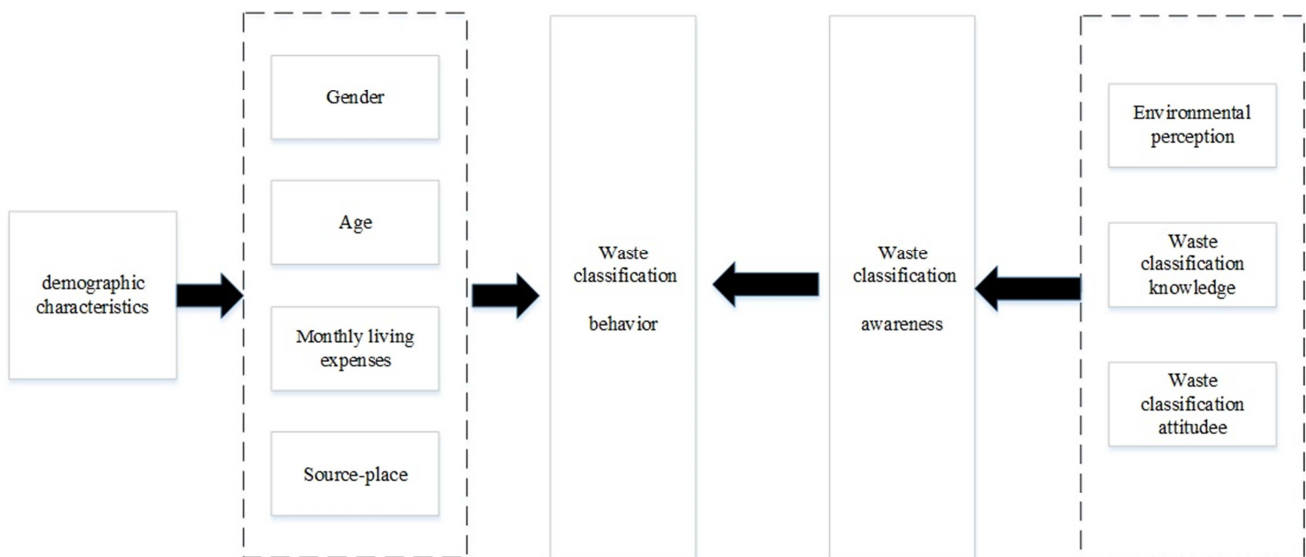 demographic
characteristics
Gender
Age
Monthly living
expenses
Source-place
Waste
classification
behavior
Waste
classification
awareness
Environmental
perception
Waste
classification
knowledge
Waste
classification
attitudee